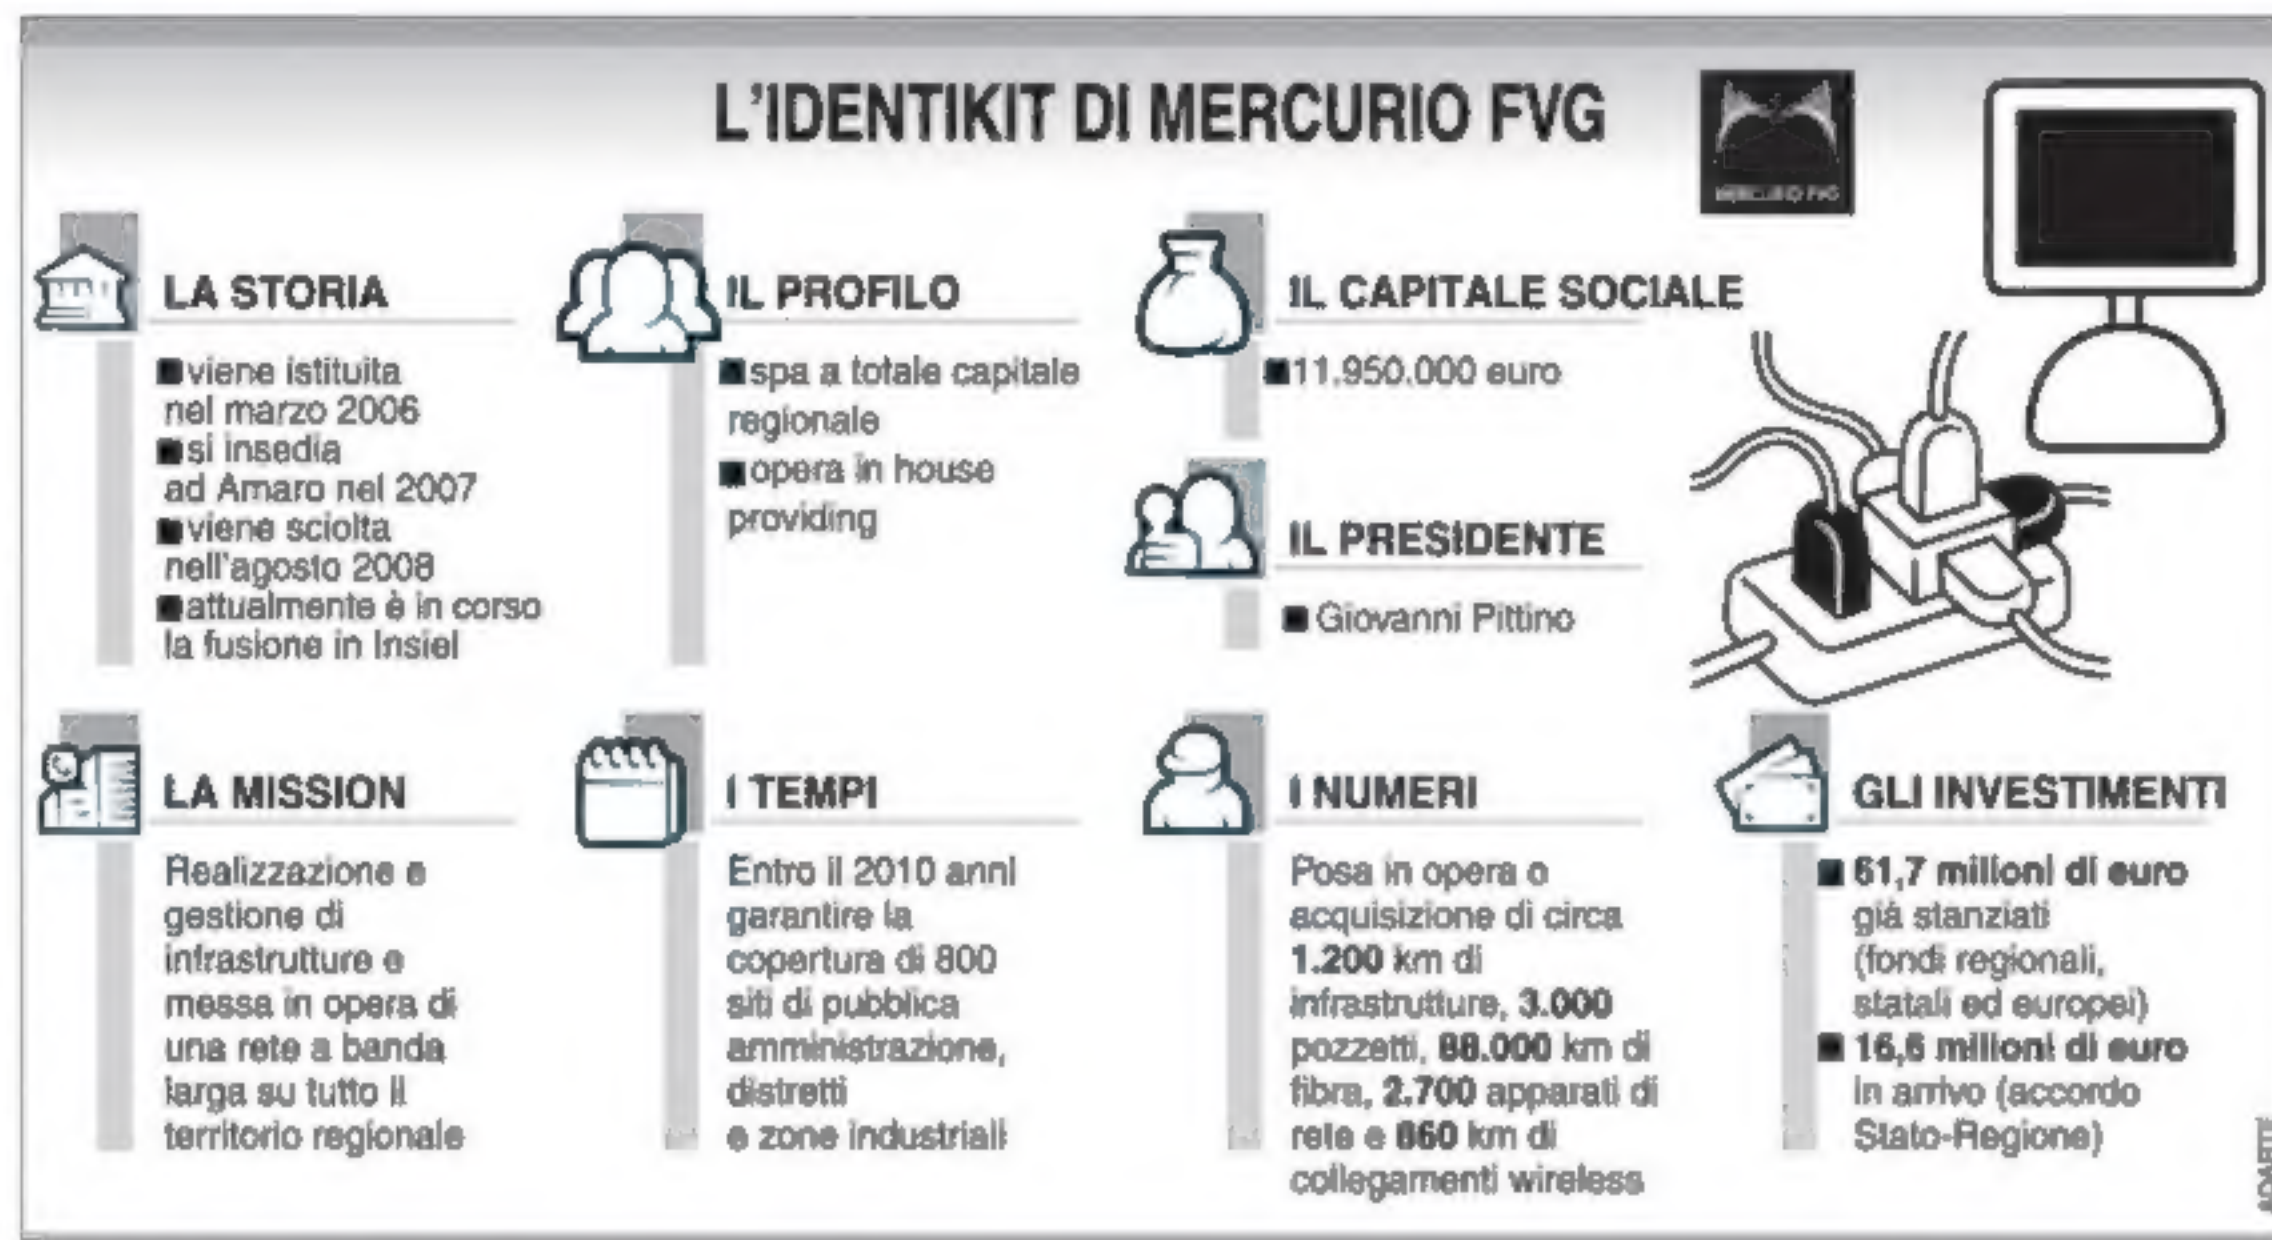 L'IDENTIKIT DI MERCURIO FVG
MERCURIO FVG
LA STORIA
■ viene istituita
nel marzo 2006
■ si insedia
ad Amaro nel 2007
■ viene sciolta
nell'agosto 2008
■ attualmente è in corso
la fusione in Insiel
IL PROFILO
■ spa a totale capitale
regionale
■ opera in house
providing
IL CAPITALE SOCIALE
■ 11.950.000 euro
IL PRESIDENTE
■ Giovanni Pittino
LA MISSION
Realizzazione e
gestione di
infrastrutture e
messa in opera di
una rete a banda
larga su tutto il
territorio regionale
I TEMPI
Entro il 2010 anni
garantire la
copertura di 800
siti di pubblica
amministrazione,
distretti
e zone industriali
I NUMERI
Posa in opera e
acquisizione di circa
1.200 km di
infrastrutture, 3.000
pozzetti, km di
fibra, 2.700 apparati di
rete e km di
collegamenti wireless
GLI INVESTIMENTI
■ milioni di euro
già stanziati
(fondi regionali,
statali ed europei)
■ milioni di euro
in arrivo (accordo
Stato-Regione)